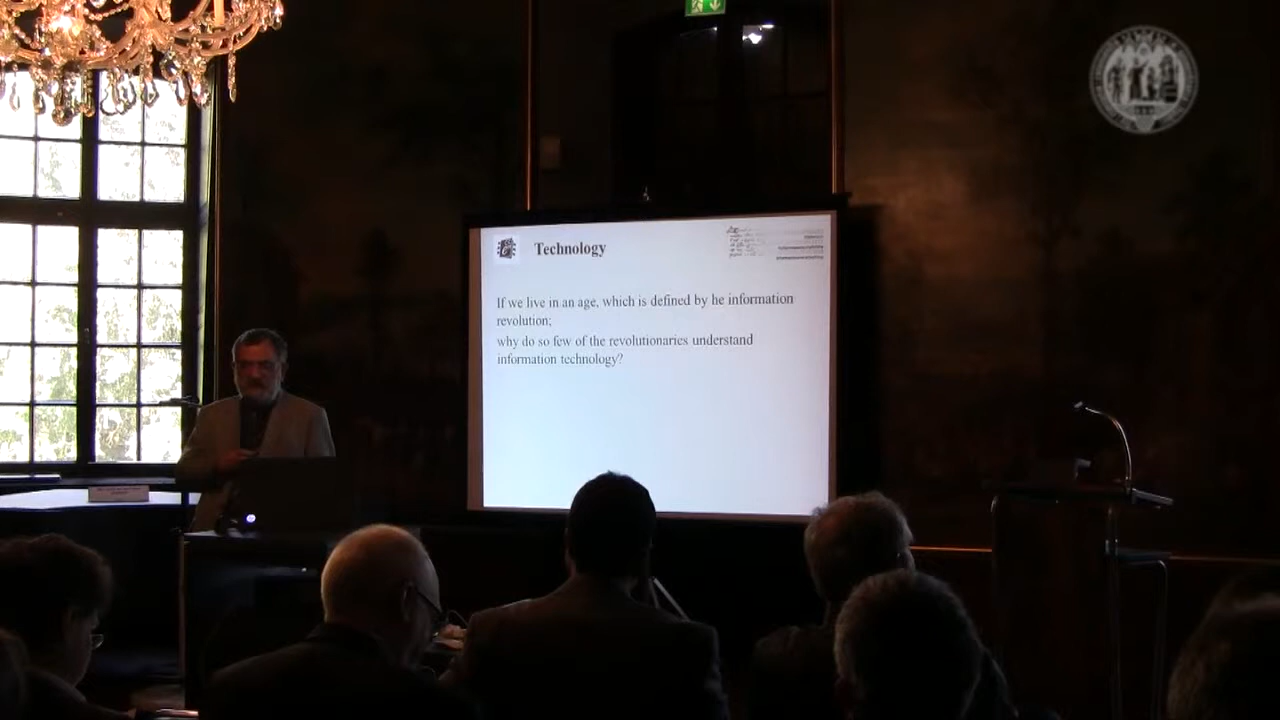 Technology
If we live in an age, which is defined by he information
revolution;
why do so few of the revolutionaries understand
information technology?